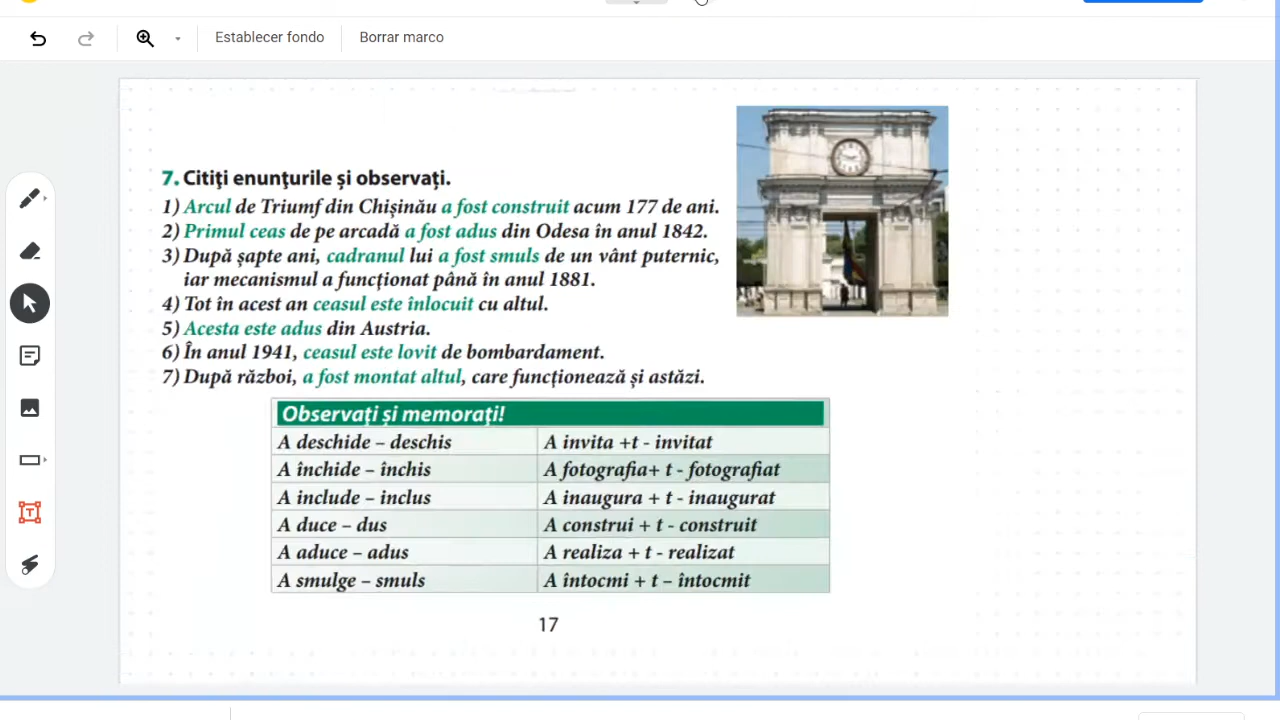 Establecer fondo
Borrar marco
7. Citiţi enunţurile și observaţi.
1) Arcul de Triumf din Chișinău a fost construit acum 177 de ani.
2) Primul ceas de pe arcadă a fost adus din Odesa în anul 1842.
3) După șapte ani, cadranul lui a fost smuls de un vânt puternic,
iar mecanismul a funcționat până în anul 1881.
4) Tot în acest an ceasul este înlocuit cu altul.
5) Acesta este adus din Austria.
6) În anul 1941, ceasul este lovit de bombardament.
7) După război, a fost montat altul, care funcționează și astăzi.
Observați și memorați!
A deschide – deschis
A invita +t - invitat
A închide – închis
A fotografia+ t - fotografiat
A include – inclus
A inaugura + t - inaugurat
A duce – dus
A construi + t - construit
A aduce – adus
A realiza + t - realizat
A smulge – smuls
A întocmi + t – întocmit
17